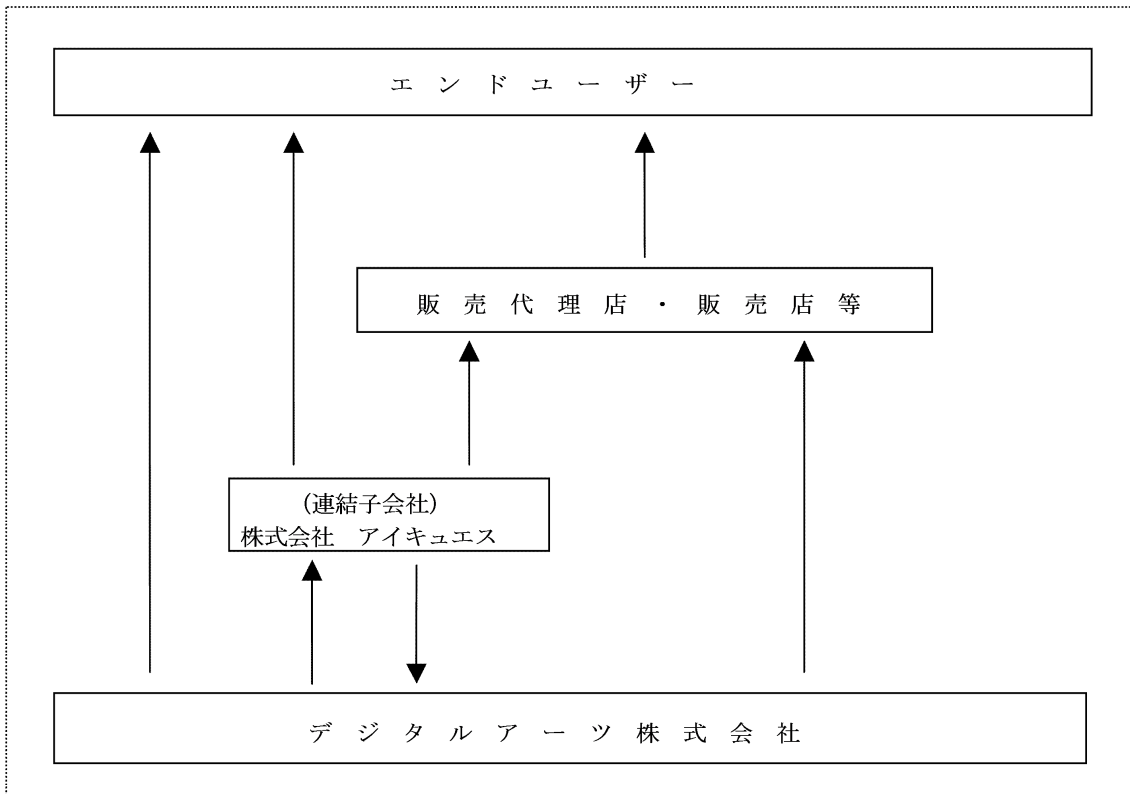 エンドユーザー
販売代理店・販売店等
(連結子会社)
株式会社　アイキュエス
デジタルアーツ株式会社